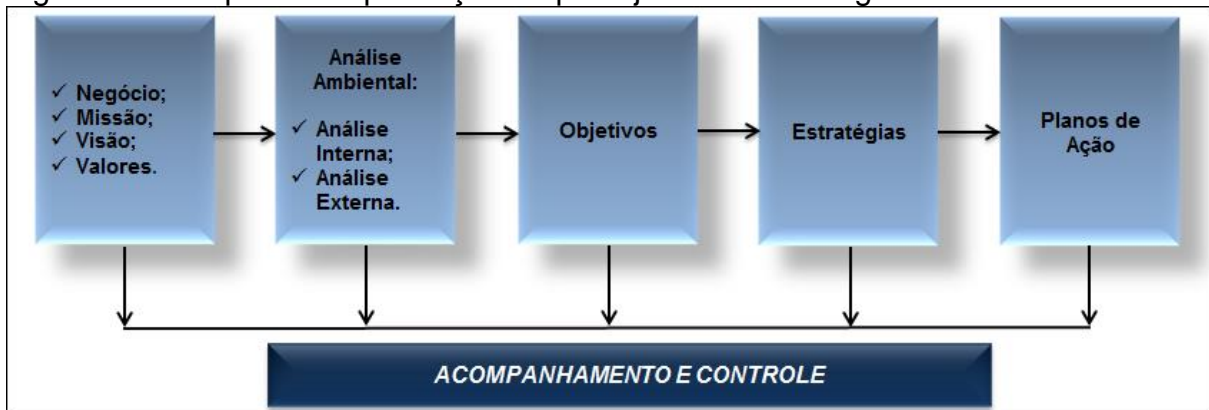 ✓ Negócio;
✓ Missão;
✓ Visão;
✓ Valores.
Análise
Ambiental:
✓ Análise
Interna;
✓ Análise
Externa.
Objetivos
Estratégias
Planos de
Ação
ACOMPANHAMENTO E CONTROLE